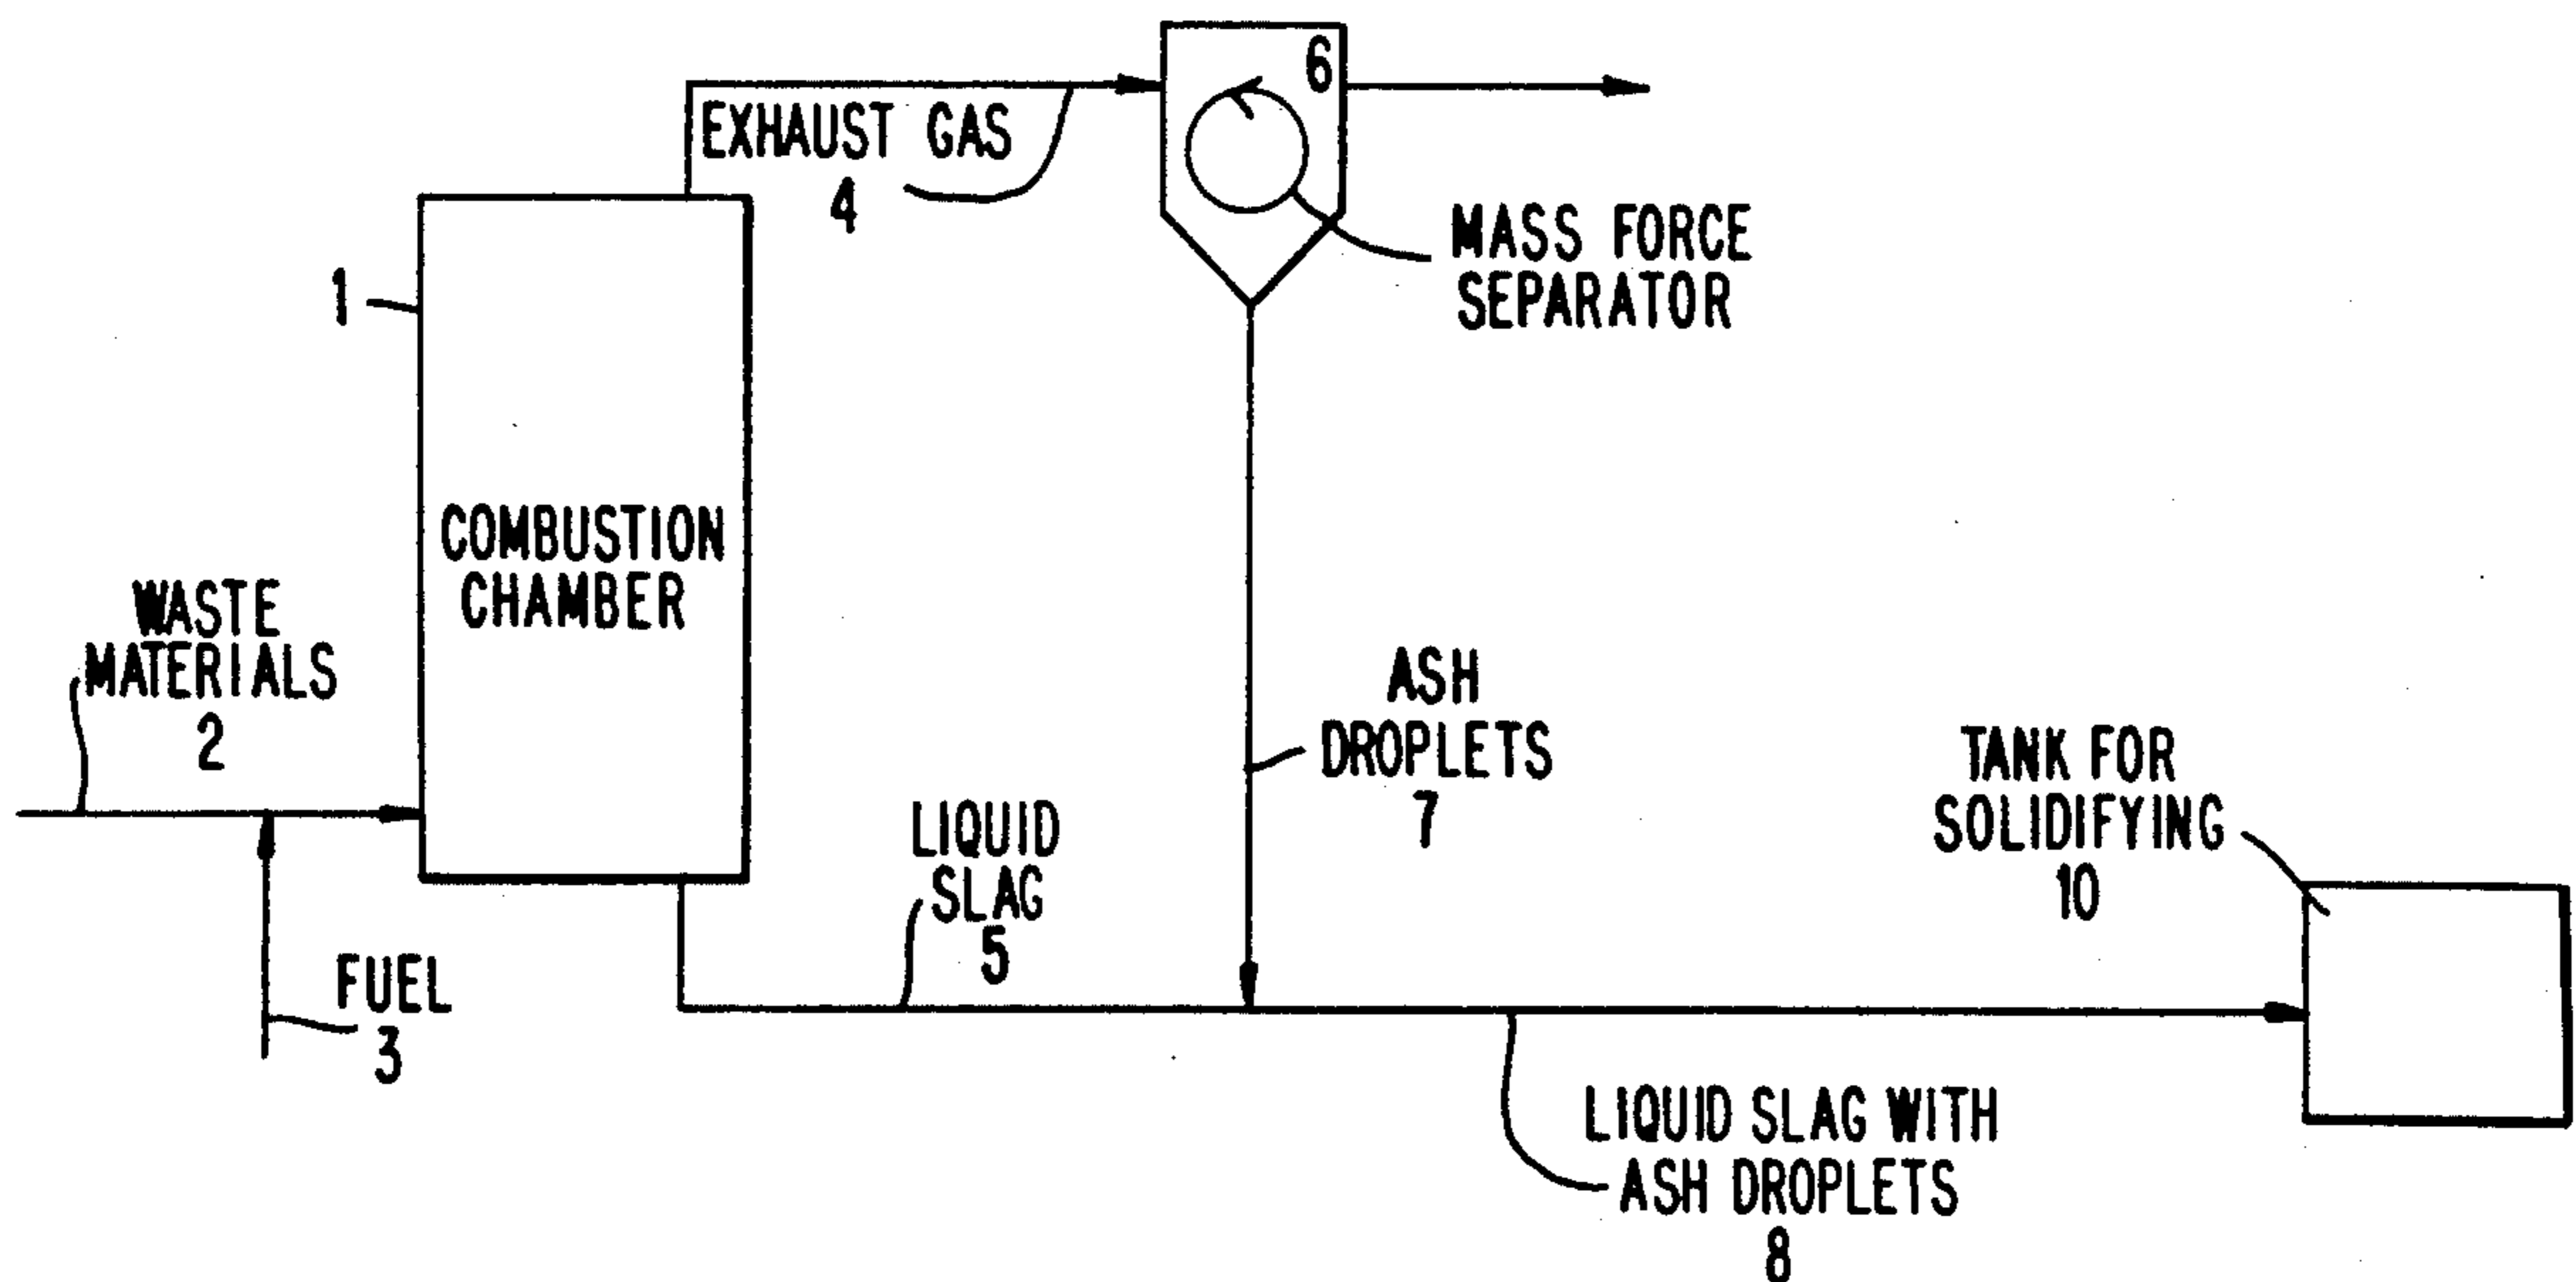 6
EXHAUST GAS
4
MASS FORCE
SEPARATOR
1
COMBUSTION
CHAMBER
WASTE
MATERIALS
2
ASH
DROPLETS
7
TANK FOR
SOLIDIFYING
10
LIQUID
SLAG
5
FUEL
3
LIQUID SLAG WITH
ASH DROPLETS
8